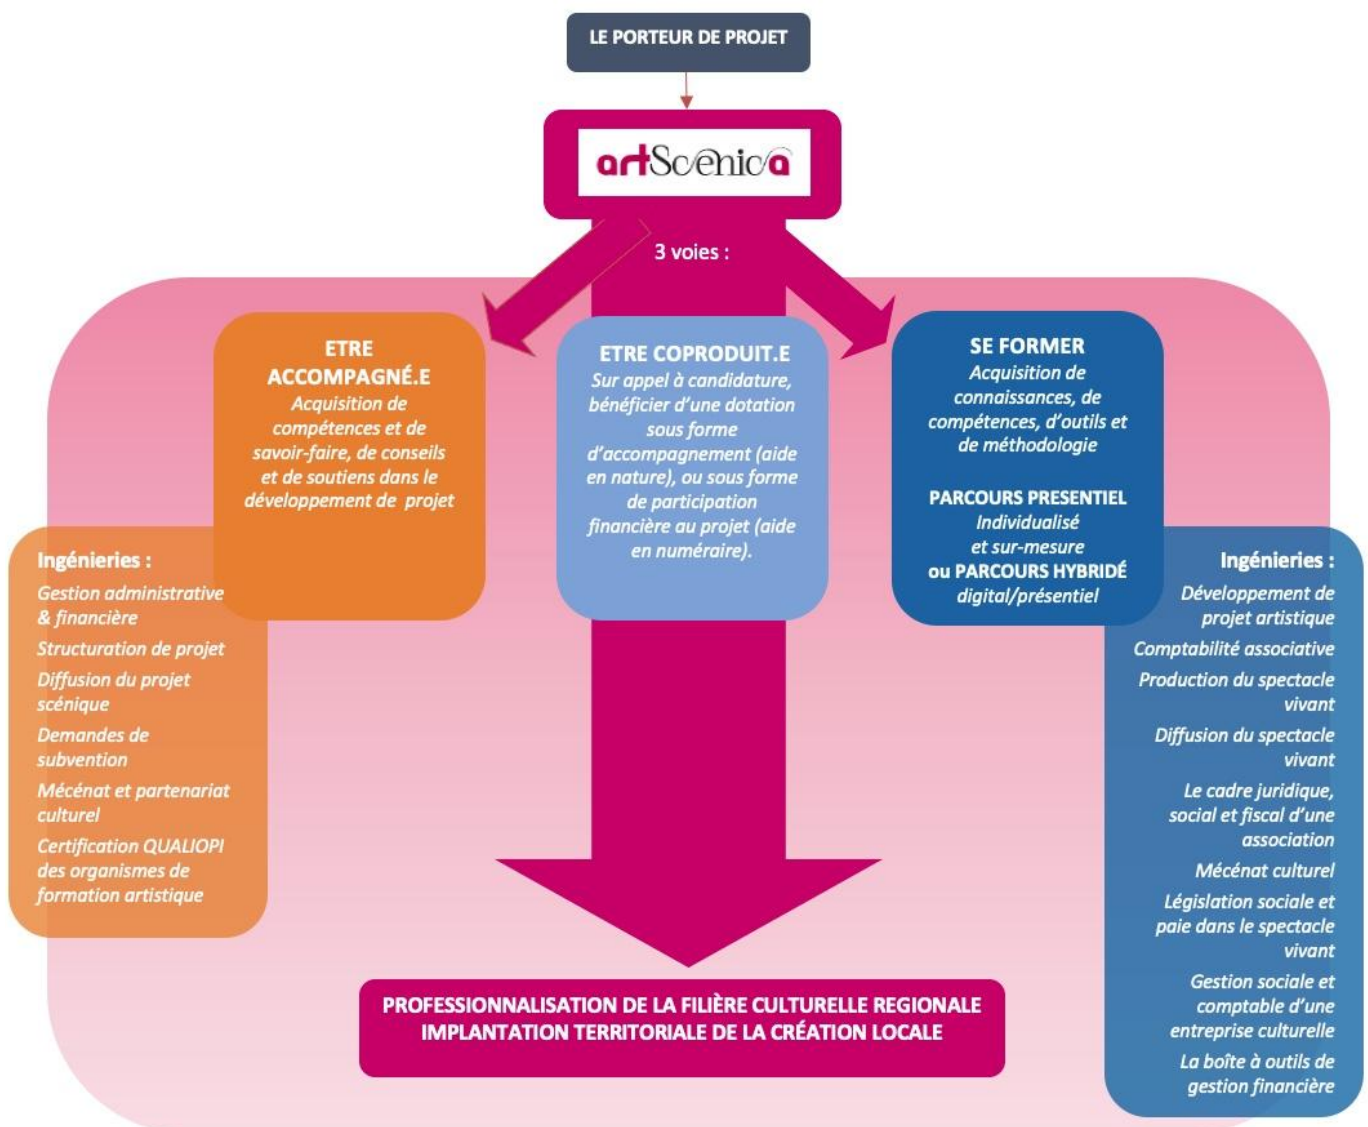 LE PORTEUR DE PROJET
artScénica
3 voies :
ETRE
ACCOMPAGNÉ.E
Acquisition de
compétences et de
savoir-faire, de conseils
et de soutiens dans le
développement de projet
Ingénieries :
Gestion administrative
& financière
Structuration de projet
Diffusion du projet
scénique
Demandes de
subvention
Mécénat et partenariat
culturel
Certification QUALIOPI
des organismes de
formation artistique
ETRE COPRODUIT.E
Sur appel à candidature,
bénéficier d’une dotation
sous forme
d’accompagnement (aide
en nature), ou sous forme
de participation
financière au projet (aide
en numéraire).
SE FORMER
Acquisition de
connaissances, de
compétences, d’outils et
de méthodologie
PARCOURS PRESENTIEL
Individualisé
et sur-mesure
ou PARCOURS HYBRIDÉ
digital/présentiel
Ingénieries :
Développement de
projet artistique
Comptabilité associative
Production du spectacle
vivant
Diffusion du spectacle
vivant
Le cadre juridique,
social et fiscal d’une
association
Mécénat culturel
Législation sociale et
paie dans le spectacle
vivant
Gestion sociale et
comptable d’une
entreprise culturelle
La boîte à outils de
gestion financière
PROFESSIONNALISATION DE LA FILIÈRE CULTURELLE REGIONALE
IMPLANTATION TERRITORIALE DE LA CRÉATION LOCALE